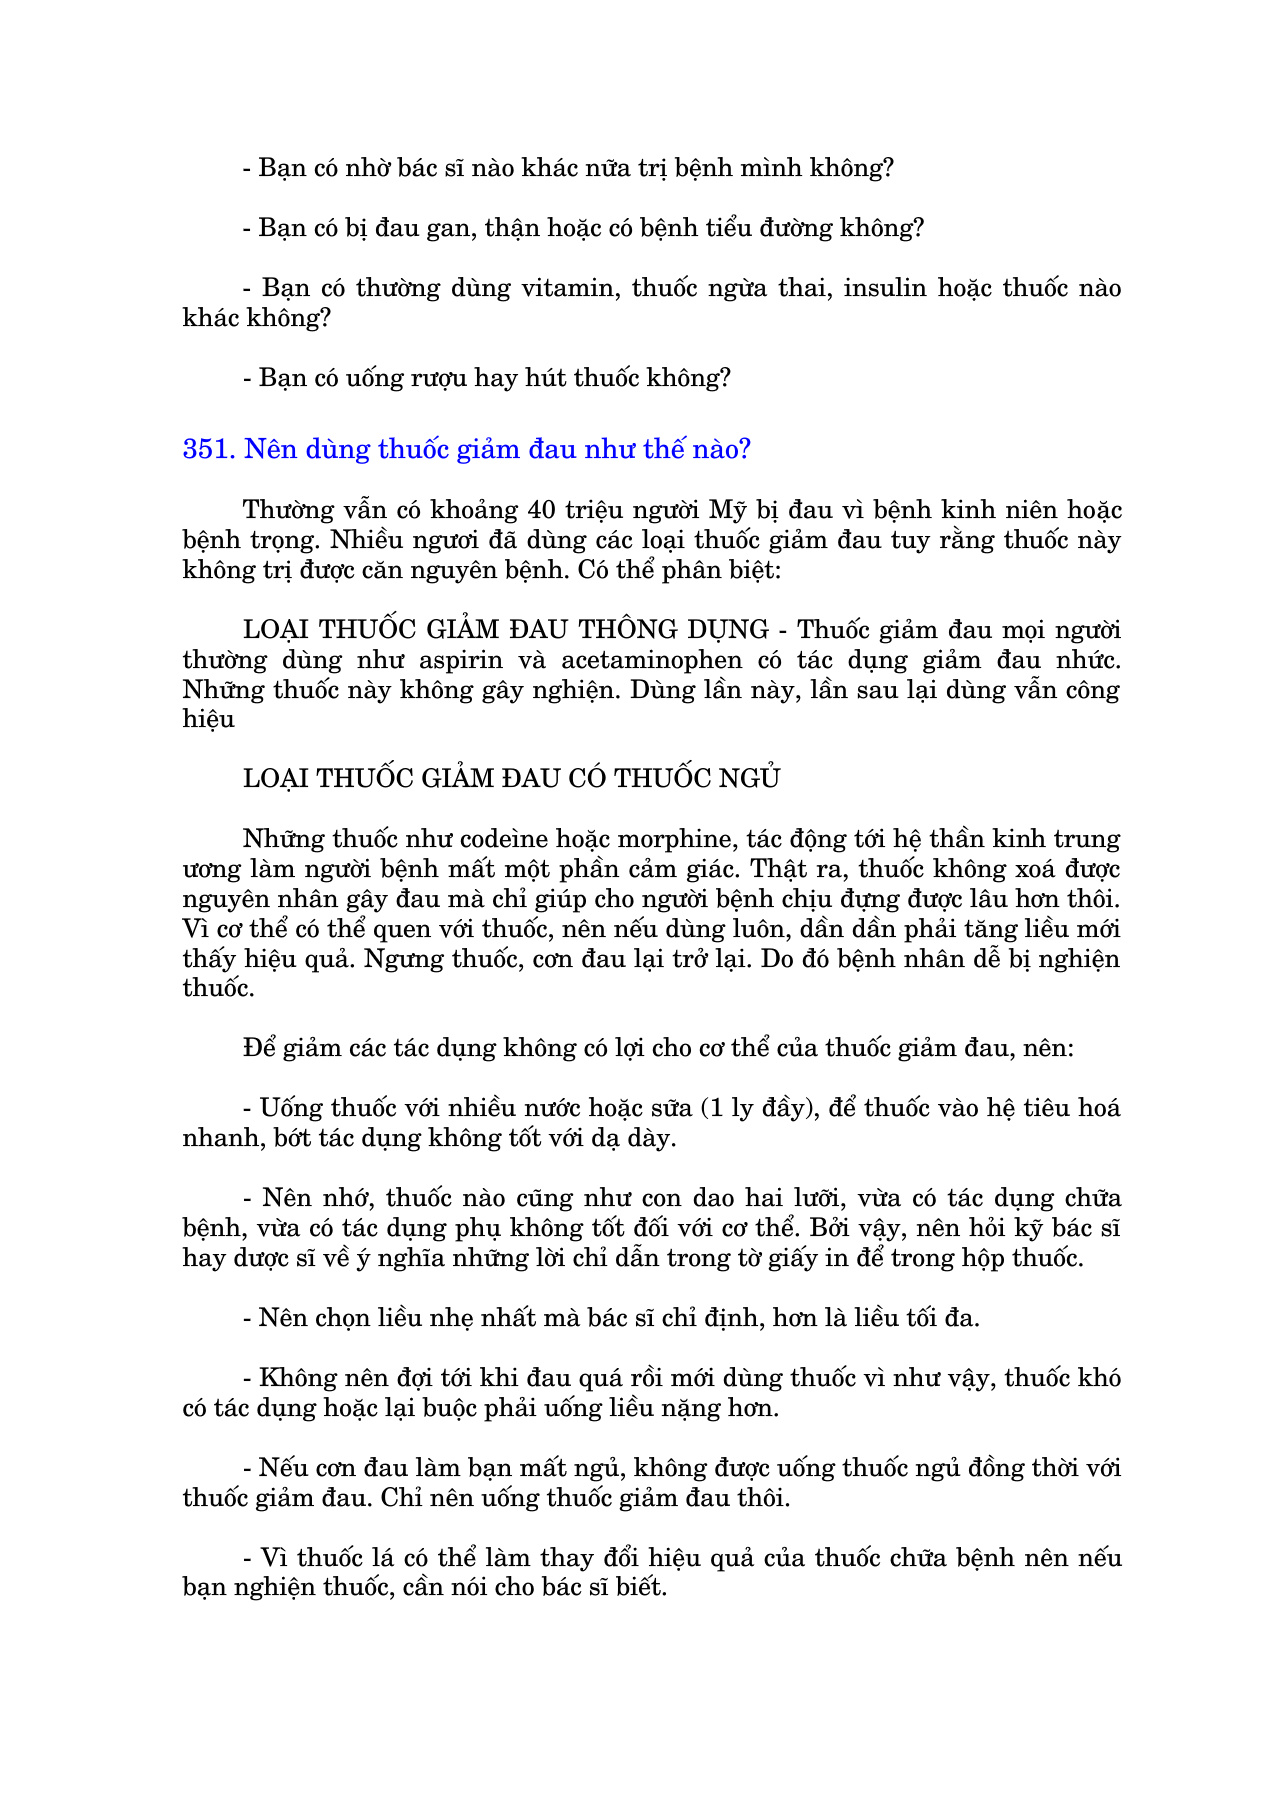 - Bạn có nhờ bác sĩ nào khác nữa trị bệnh mình không?
- Bạn có bị đau gan, thận hoặc có bệnh tiểu đường không?
- Bạn có thường dùng vitamin, thuốc ngừa thai, insulin hoặc thuốc nào
khác không?
- Bạn có uống rượu hay hút thuốc không?
351. Nên dùng thuốc giảm đau như thế nào?
Thường vẫn có khoảng 40 triệu người Mỹ bị đau vì bệnh kinh niên hoặc
bệnh trọng. Nhiều ngươi đã dùng các loại thuốc giảm đau tuy rằng thuốc này
không trị được căn nguyên bệnh. Có thể phân biệt:
LOẠI THUỐC GIẢM ĐAU THÔNG DỤNG - Thuốc giảm đau mọi người
thường dùng như aspirin và acetaminophen có tác dụng giảm đau nhức.
Những thuốc này không gây nghiện. Dùng lần này, lần sau lại dùng vẫn công
hiệu
LOẠI THUỐC GIẢM ĐAU CÓ THUỐC NGỦ
Những thuốc như codeìne hoặc morphine, tác động tới hệ thần kinh trung
ương làm người bệnh mất một phần cảm giác. Thật ra, thuốc không xoá được
nguyên nhân gây đau mà chỉ giúp cho người bệnh chịu đựng được lâu hơn thôi.
Vì cơ thể có thể quen với thuốc, nên nếu dùng luôn, dần dần phải tăng liều mới
thấy hiệu quả. Ngưng thuốc, cơn đau lại trở lại. Do đó bệnh nhân dễ bị nghiện
thuốc.
Để giảm các tác dụng không có lợi cho cơ thể của thuốc giảm đau, nên:
- Uống thuốc với nhiều nước hoặc sữa (1 ly đầy), để thuốc vào hệ tiêu hoá
nhanh, bớt tác dụng không tốt với dạ dày.
- Nên nhớ, thuốc nào cũng như con dao hai lưỡi, vừa có tác dụng chữa
bệnh, vừa có tác dụng phụ không tốt đối với cơ thể. Bởi vậy, nên hỏi kỹ bác sĩ
hay dược sĩ về ý nghĩa những lời chỉ dẫn trong tờ giấy in để trong hộp thuốc.
- Nên chọn liều nhẹ nhất mà bác sĩ chỉ định, hơn là liều tối đa.
- Không nên đợi tới khi đau quá rồi mới dùng thuốc vì như vậy, thuốc khó
có tác dụng hoặc lại buộc phải uống liều nặng hơn.
- Nếu cơn đau làm bạn mất ngủ, không được uống thuốc ngủ đồng thời với
thuốc giảm đau. Chỉ nên uống thuốc giảm đau thôi.
- Vì thuốc lá có thể làm thay đổi hiệu quả của thuốc chữa bệnh nên nếu
bạn nghiện thuốc, cần nói cho bác sĩ biết.